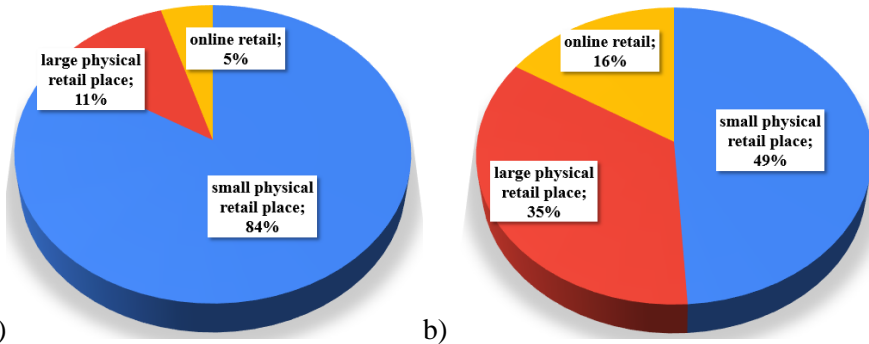 online retail;
5%
large physical
retail place;
11%
small physical
retail place;
84%
)
online retail;
16%
small physical
retail place;
49%
large physical
retail place;
35%
b)